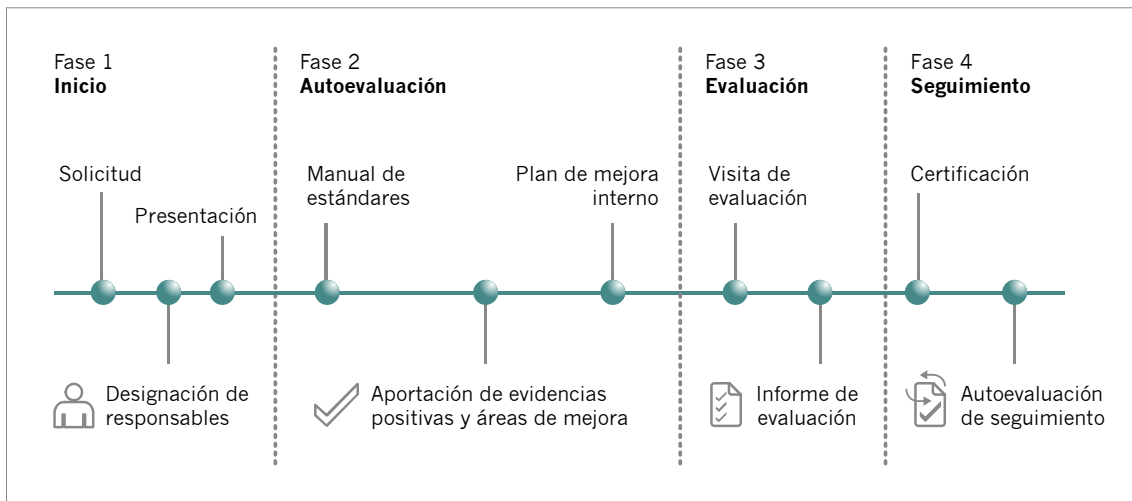 Fase 1
Inicio
Fase 2
Autoevaluación
Fase 3
Evaluación
Fase 4
Seguimiento
Solicitud
Presentación
Manual de
estándares
Plan de mejora
interno
Visita de
evaluación
Certificación
Designación de
responsables
Aportación de evidencias
positivas y áreas de mejora
Informe de
evaluación
Autoevaluación
de seguimiento